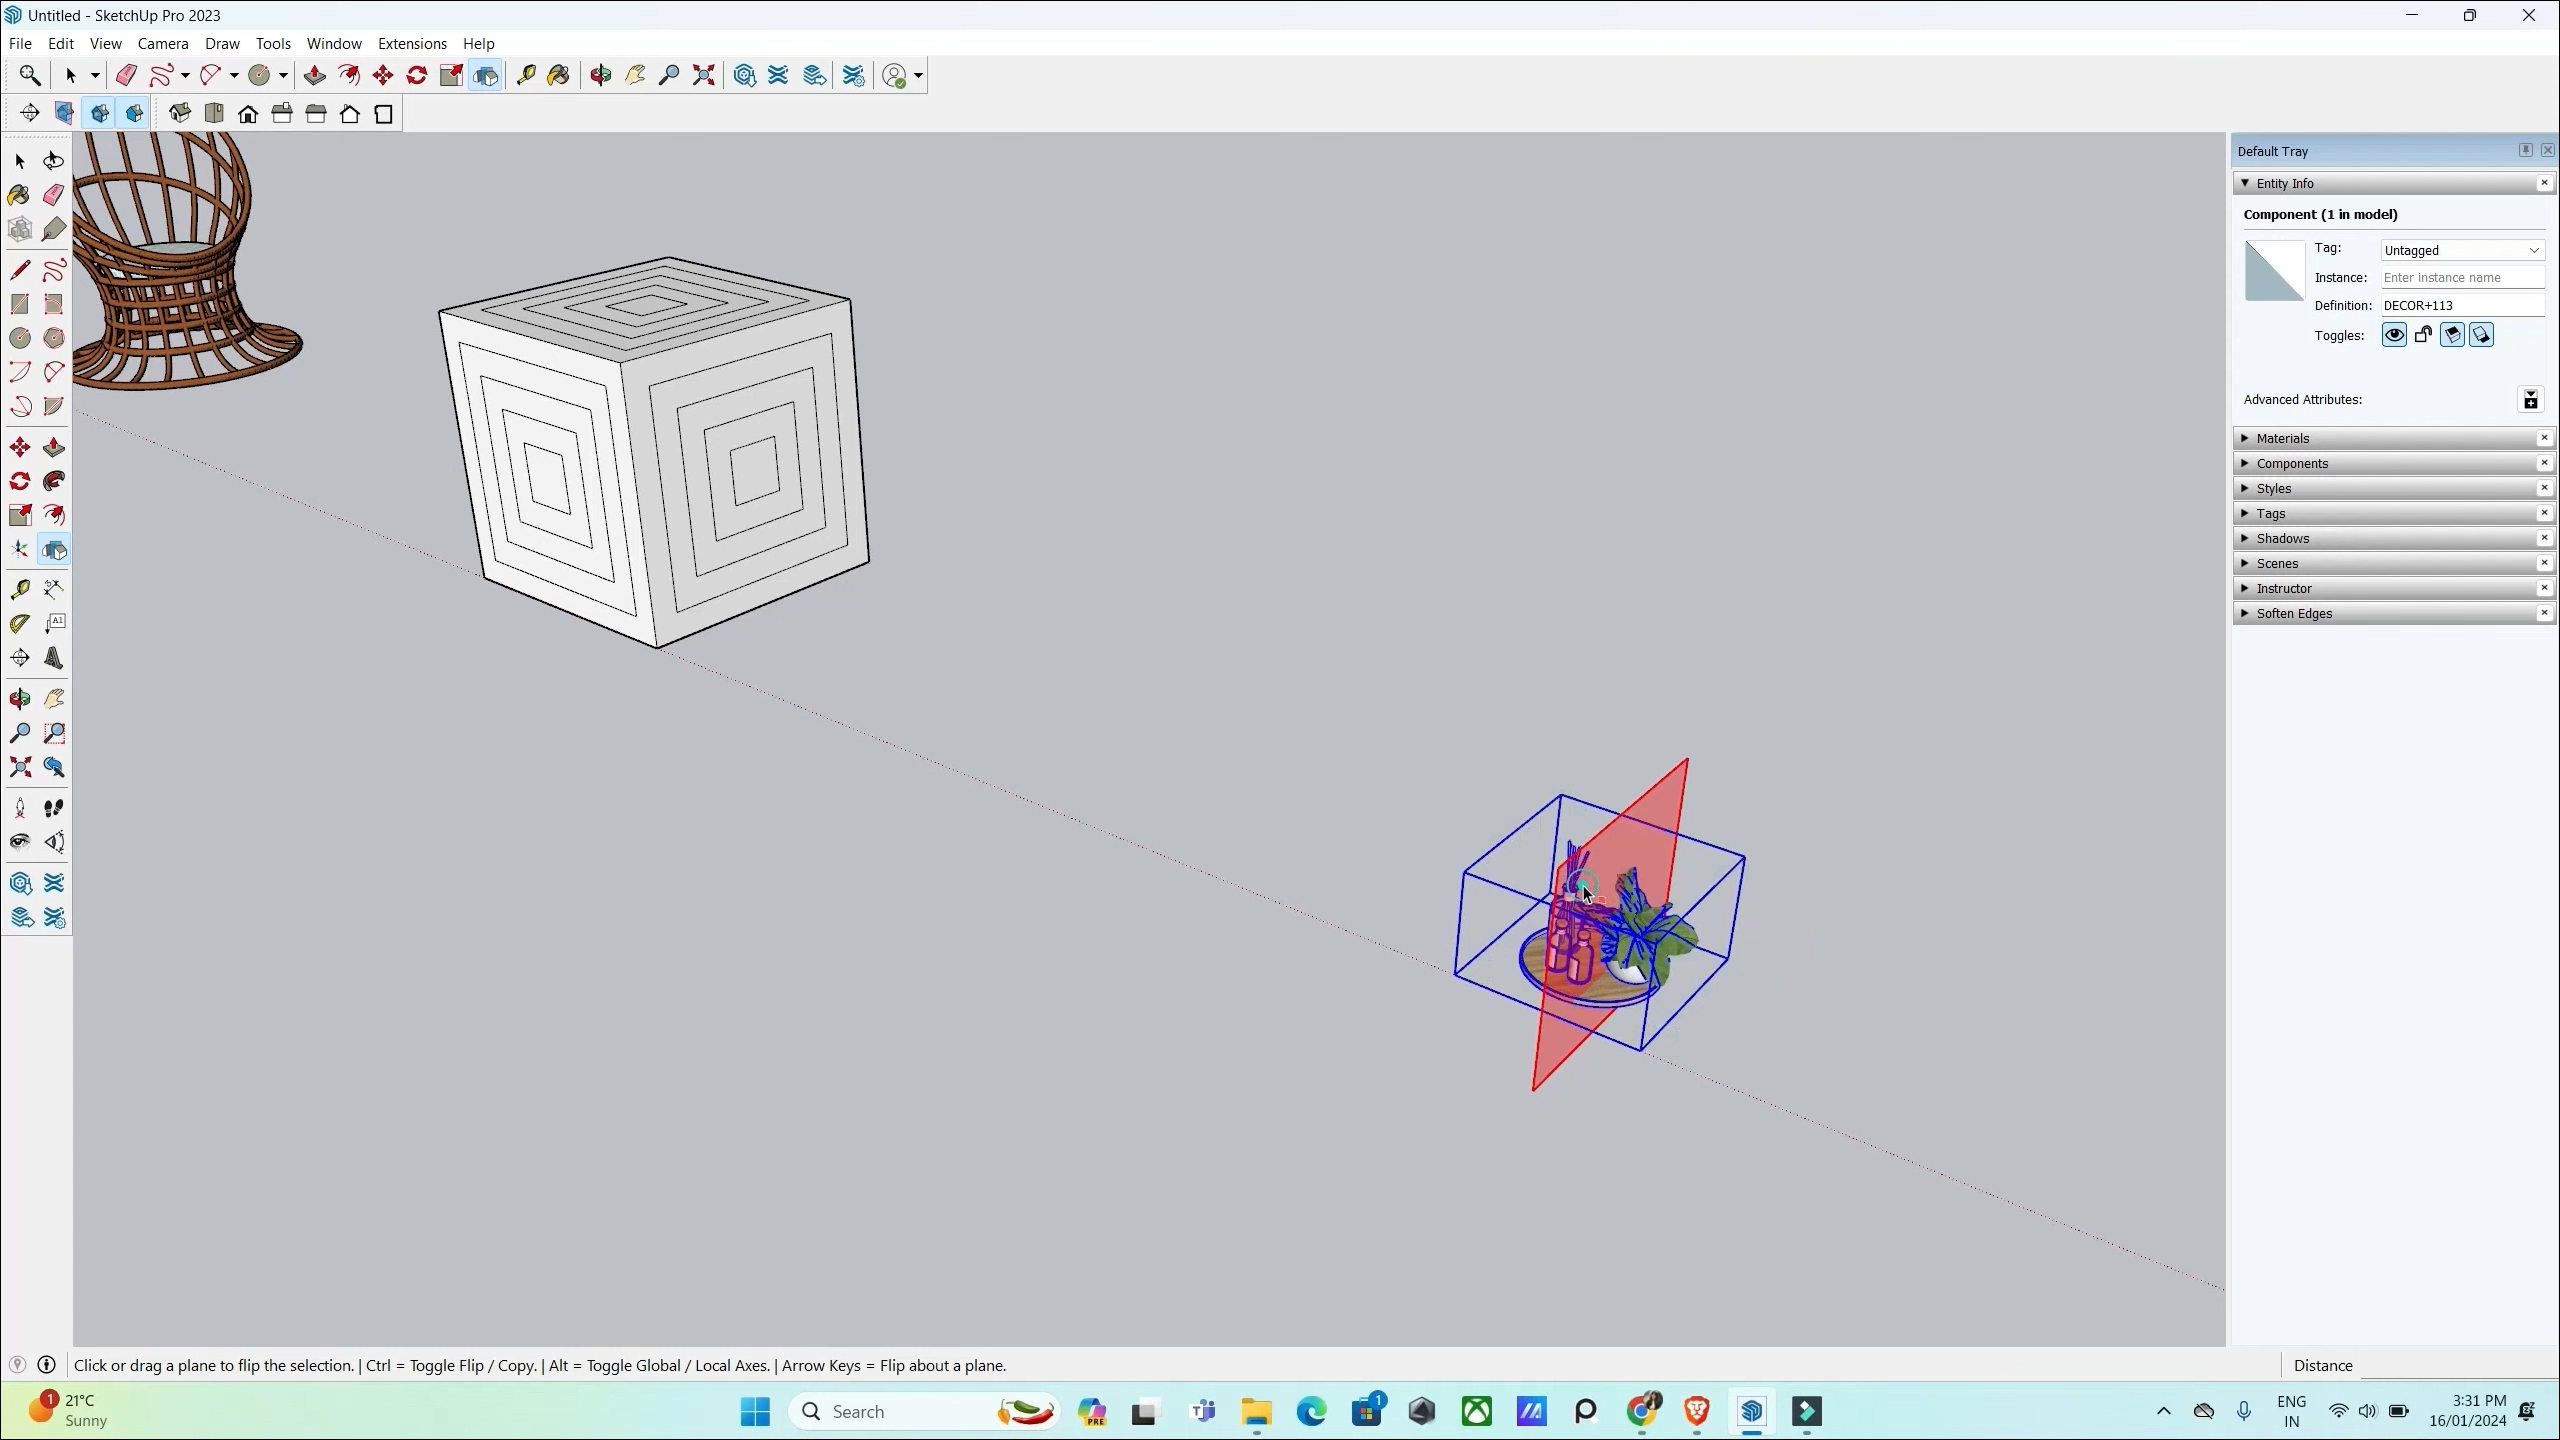 Untitled - SketchUp Pro 2023
File Edit View Camera Draw Tools Window Extensions Help
Default Tray
Entity Info
Component (1 in model)
Tag: Untagged
Instance: Enter instance name
Definition: DECOR+113
Toggles:
Advanced Attributes:
Materials
Components
Styles
Tags
Shadows
Scenes
Instructor
Soften Edges
A1
Click or drag a plane to flip the selection. | Ctrl = Toggle Flip / Copy. | Alt = Toggle Global / Local Axes. | Arrow Keys = Flip about a plane.
Distance
1
21°C
Sunny
Search
PRE
1
ENG
IN
3:31 PM
16/01/2024